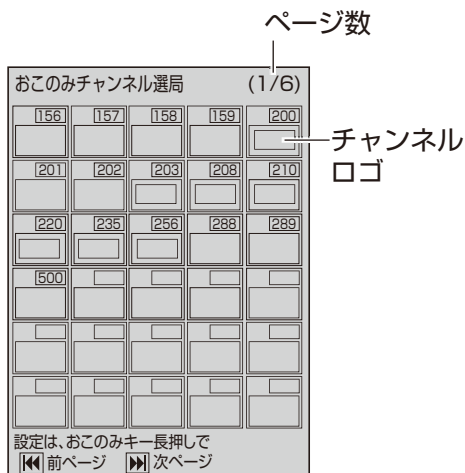 ページ数
おこのみチャンネル選局 (1/6)
156 157 158 159 200
チャンネル
ロゴ
201 202 203 208 210
220 235 256 288 289
500
設定は、おこのみキー長押しで
前ページ 次ページ